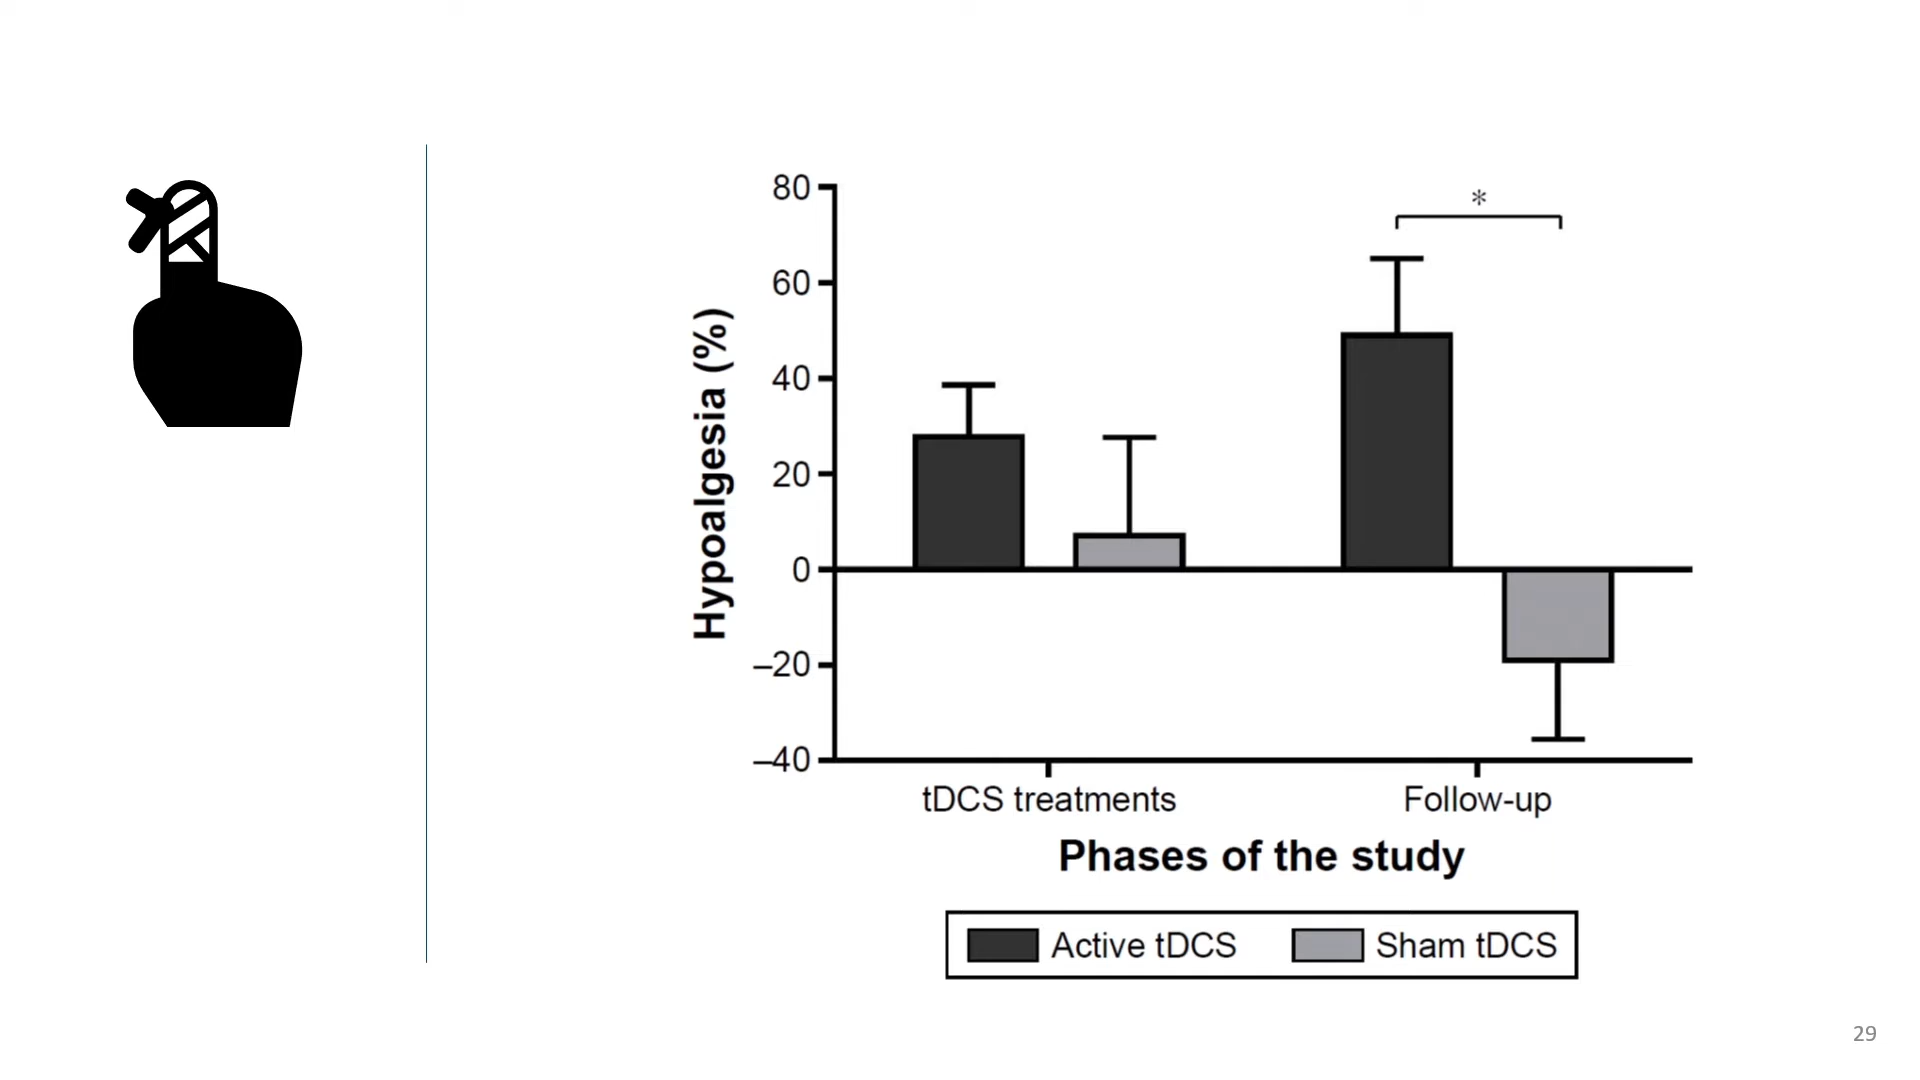 80
*
60
40
20
0
–20
–40
Hypoalgesia (%)
tDCS treatments
Follow-up
Phases of the study
Active tDCS
Sham tDCS
29